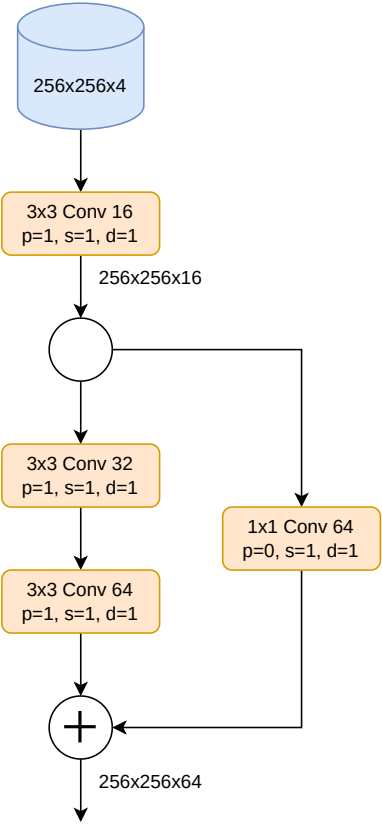 256x256x4
3x3 Conv 16
p=1, s=1, d=1
256x256x16
3x3 Conv 32
p=1, s=1, d=1
1x1 Conv 64
p=0, s=1, d=1
3x3 Conv 64
p=1, s=1, d=1
+
256x256x64